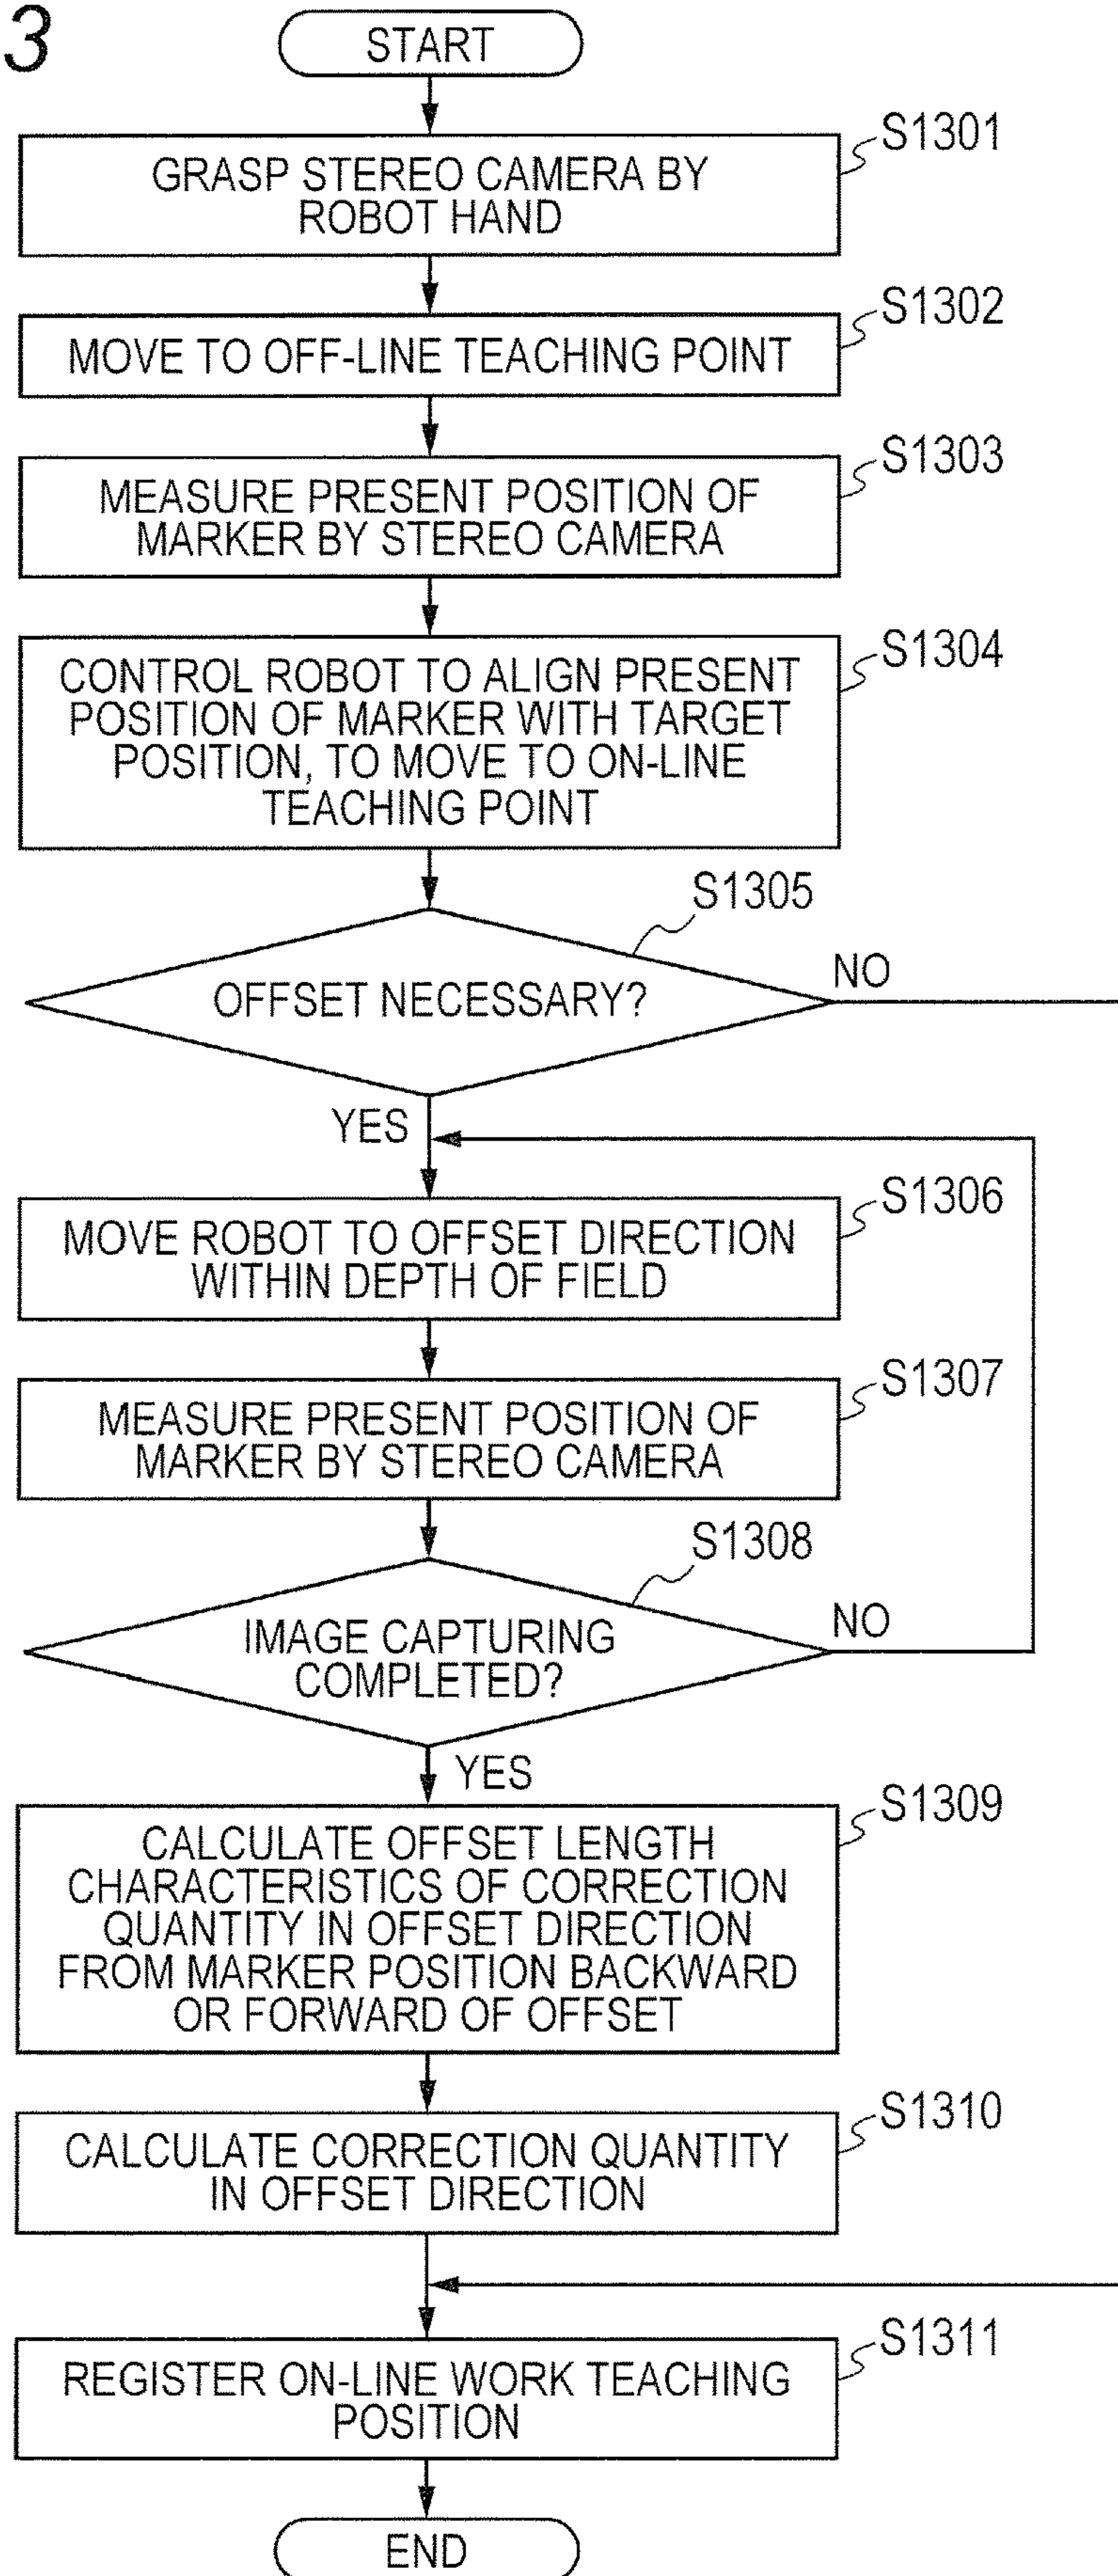 3
START
S1301
GRASP STEREO CAMERA BY
ROBOT HAND
S1302
MOVE TO OFF-LINE TEACHING POINT
S1303
MEASURE PRESENT POSITION OF
MARKER BY STEREO CAMERA
S1304
CONTROL ROBOT TO ALIGN PRESENT
POSITION OF MARKER WITH TARGET
POSITION, TO MOVE TO ON-LINE
TEACHING POINT
S1305
OFFSET NECESSARY?
NO
YES
S1306
MOVE ROBOT TO OFFSET DIRECTION
WITHIN DEPTH OF FIELD
S1307
MEASURE PRESENT POSITION OF
MARKER BY STEREO CAMERA
S1308
IMAGE CAPTURING
COMPLETED?
NO
YES
S1309
CALCULATE OFFSET LENGTH
CHARACTERISTICS OF CORRECTION
QUANTITY IN OFFSET DIRECTION
FROM MARKER POSITION BACKWARD
OR FORWARD OF OFFSET
S1310
CALCULATE CORRECTION QUANTITY
IN OFFSET DIRECTION
S1311
REGISTER ON-LINE WORK TEACHING
POSITION
END